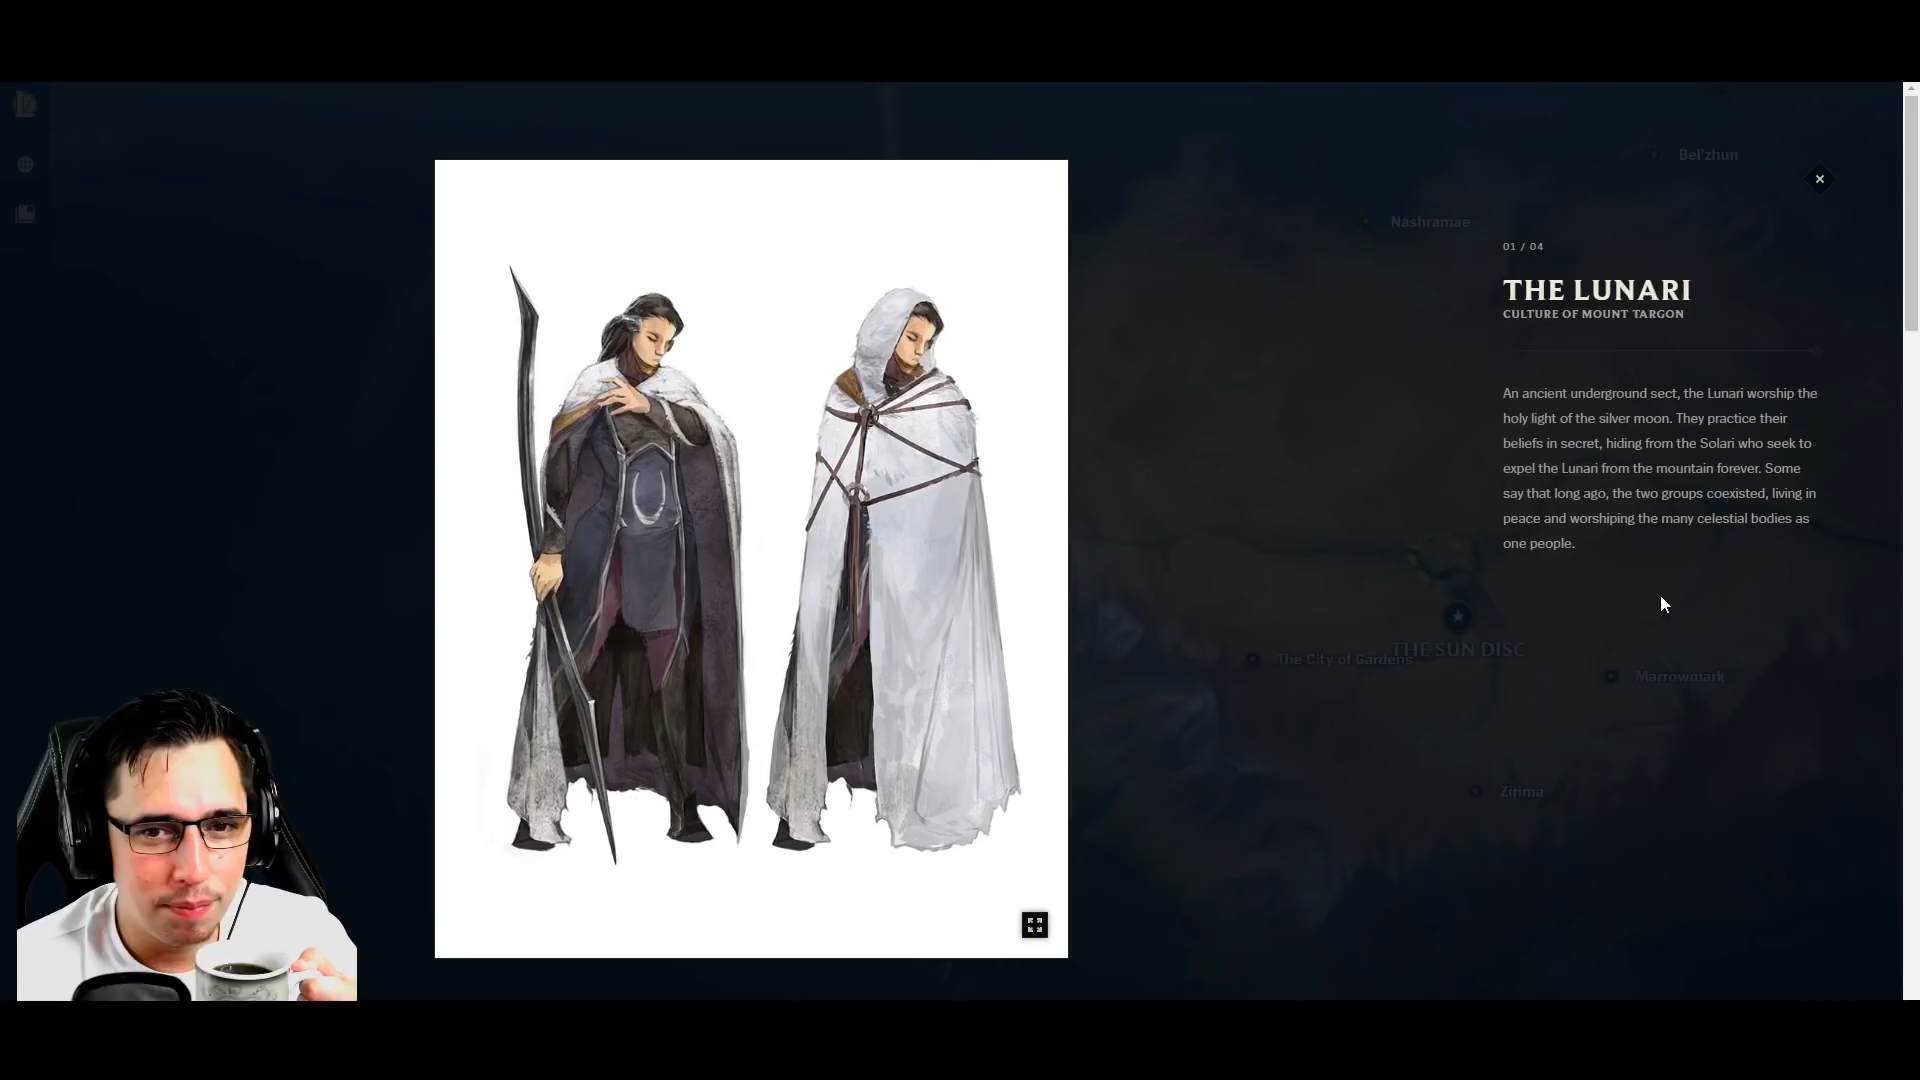 Bel'zhun
Nashramae
01 / 04
THE LUNARI
CULTURE OF MOUNT TARGON
An ancient underground sect, the Lunari worship the
holy light of the silver moon. They practice their
beliefs in secret, hiding from the Solari who seek to
expel the Lunari from the mountain forever. Some
say that long ago, the two groups coexisted, living in
peace and worshiping the many celestial bodies as
one people.
THE SUN DISC
The City of Gardens
Marrowmark
Zirima